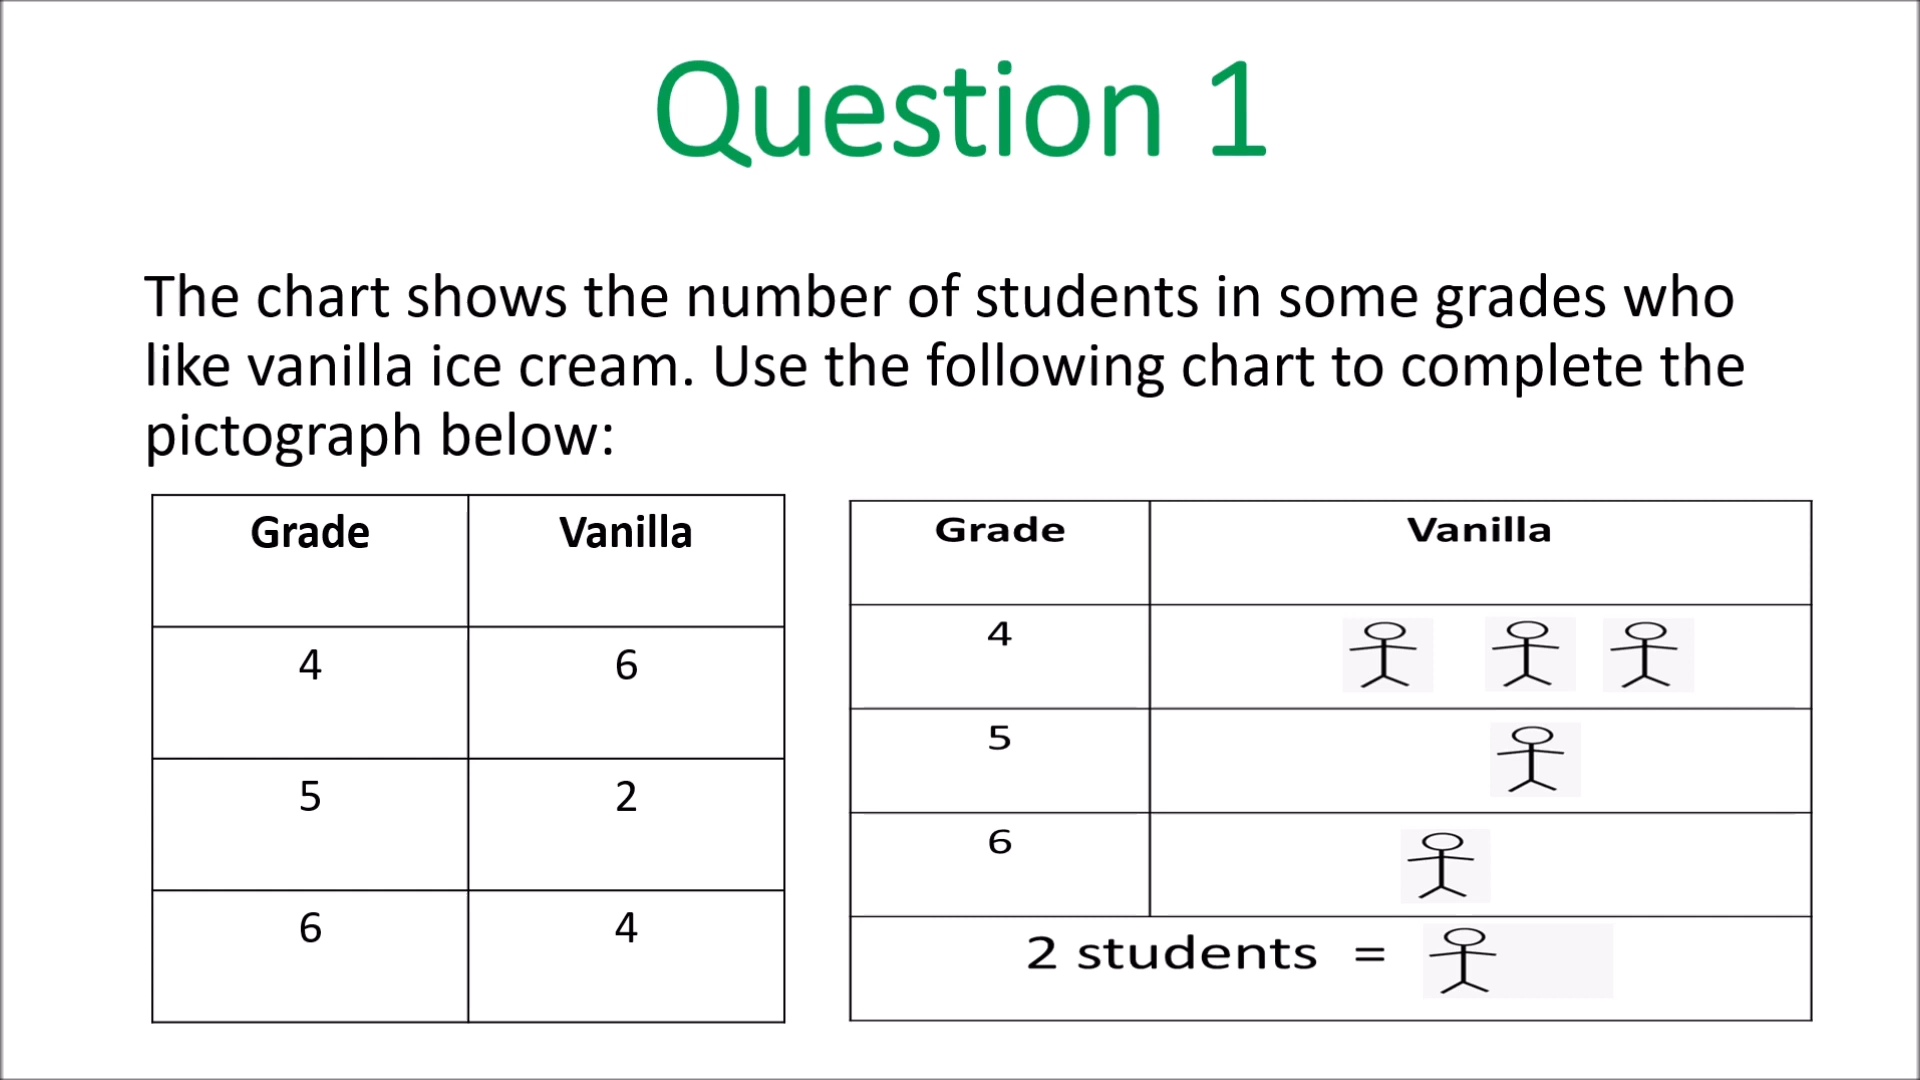 Question 1
The chart shows the number of students in some grades who
like vanilla ice cream. Use the following chart to complete the
pictograph below:
Grade Vanilla
4 6
5 2
6 4
Grade Vanilla
4
5
6
2 students =